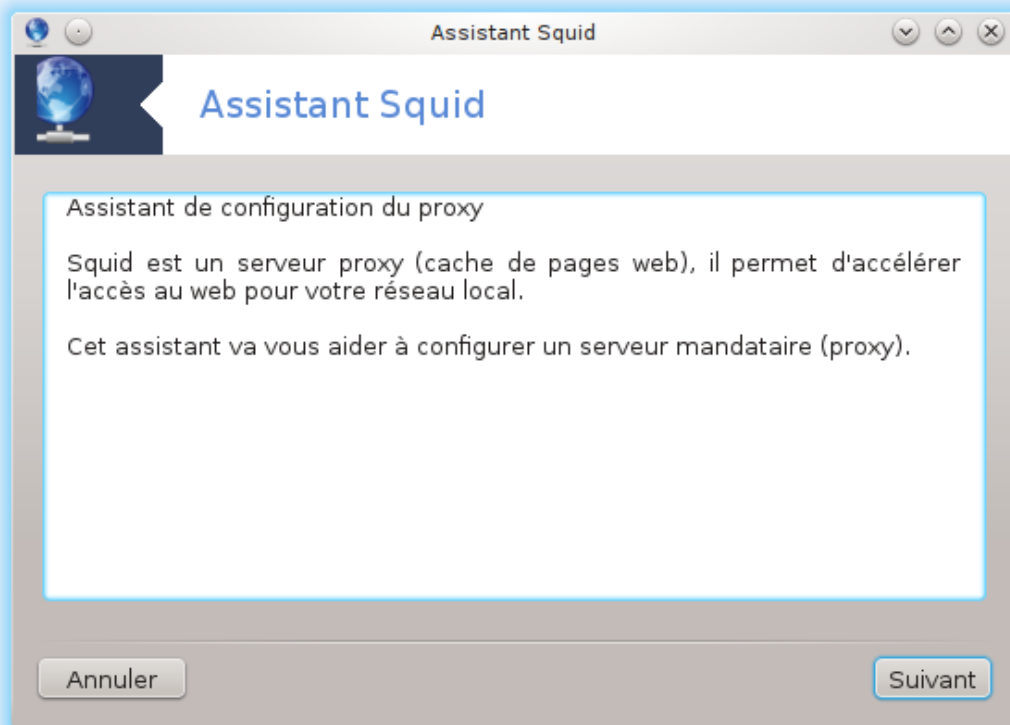 Assistant Squid
Assistant Squid
Assistant de configuration du proxy
Squid est un serveur proxy (cache de pages web), il permet d'accélérer
l'accès au web pour votre réseau local.
Cet assistant va vous aider à configurer un serveur mandataire (proxy).
Annuler
Suivant